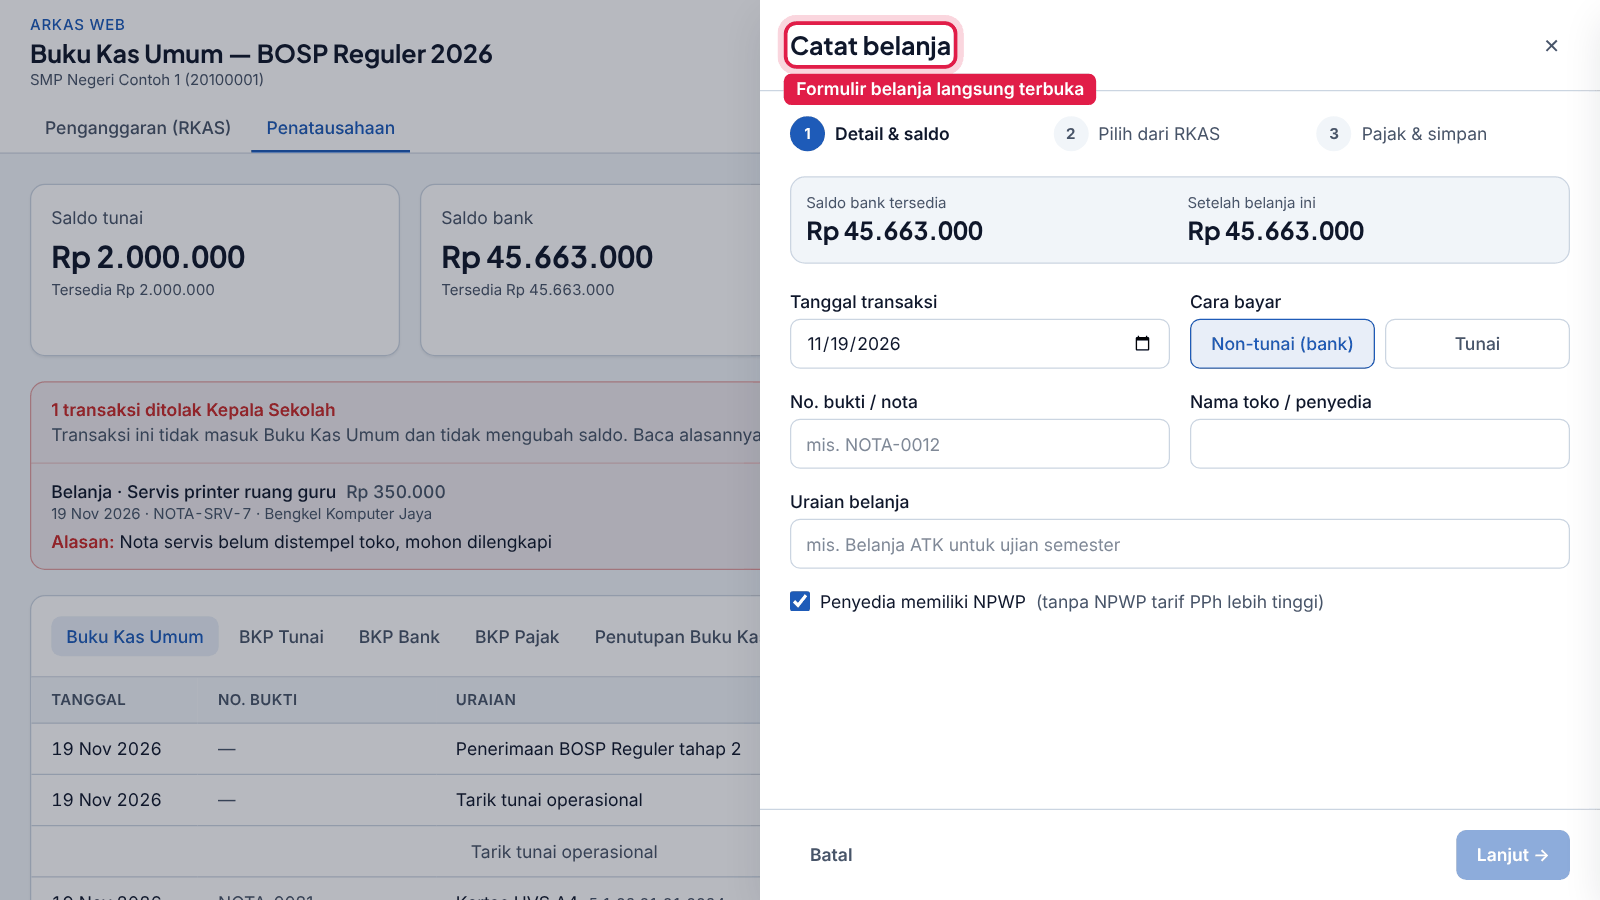 ARKAS WEB
Buku Kas Umum — BOSP Reguler 2026
SMP Negeri Contoh 1 (20100001)
Penganggaran (RKAS)
Penatausahaan
Saldo tunai
Rp 2.000.000
Tersedia Rp 2.000.000
Saldo bank
Rp 45.663.000
Tersedia Rp 45.663.000
1 transaksi ditolak Kepala Sekolah
Transaksi ini tidak masuk Buku Kas Umum dan tidak mengubah saldo. Baca alasannya
Belanja · Servis printer ruang guru Rp 350.000
19 Nov 2026 · NOTA-SRV-7 · Bengkel Komputer Jaya
Alasan: Nota servis belum distempel toko, mohon dilengkapi
Buku Kas Umum
BKP Tunai
BKP Bank
BKP Pajak
Penutupan Buku Ka
TANGGAL
NO. BUKTI
URAIAN
19 Nov 2026
—
Penerimaan BOSP Reguler tahap 2
19 Nov 2026
—
Tarik tunai operasional
Tarik tunai operasional
Catat belanja
×
Formulir belanja langsung terbuka
1 Detail & saldo
2 Pilih dari RKAS
3 Pajak & simpan
Saldo bank tersedia
Rp 45.663.000
Setelah belanja ini
Rp 45.663.000
Tanggal transaksi
11/19/2026
Cara bayar
Non-tunai (bank)
Tunai
No. bukti / nota
mis. NOTA-0012
Nama toko / penyedia
Uraian belanja
mis. Belanja ATK untuk ujian semester
Penyedia memiliki NPWP (tanpa NPWP tarif PPh lebih tinggi)
Batal
Lanjut →